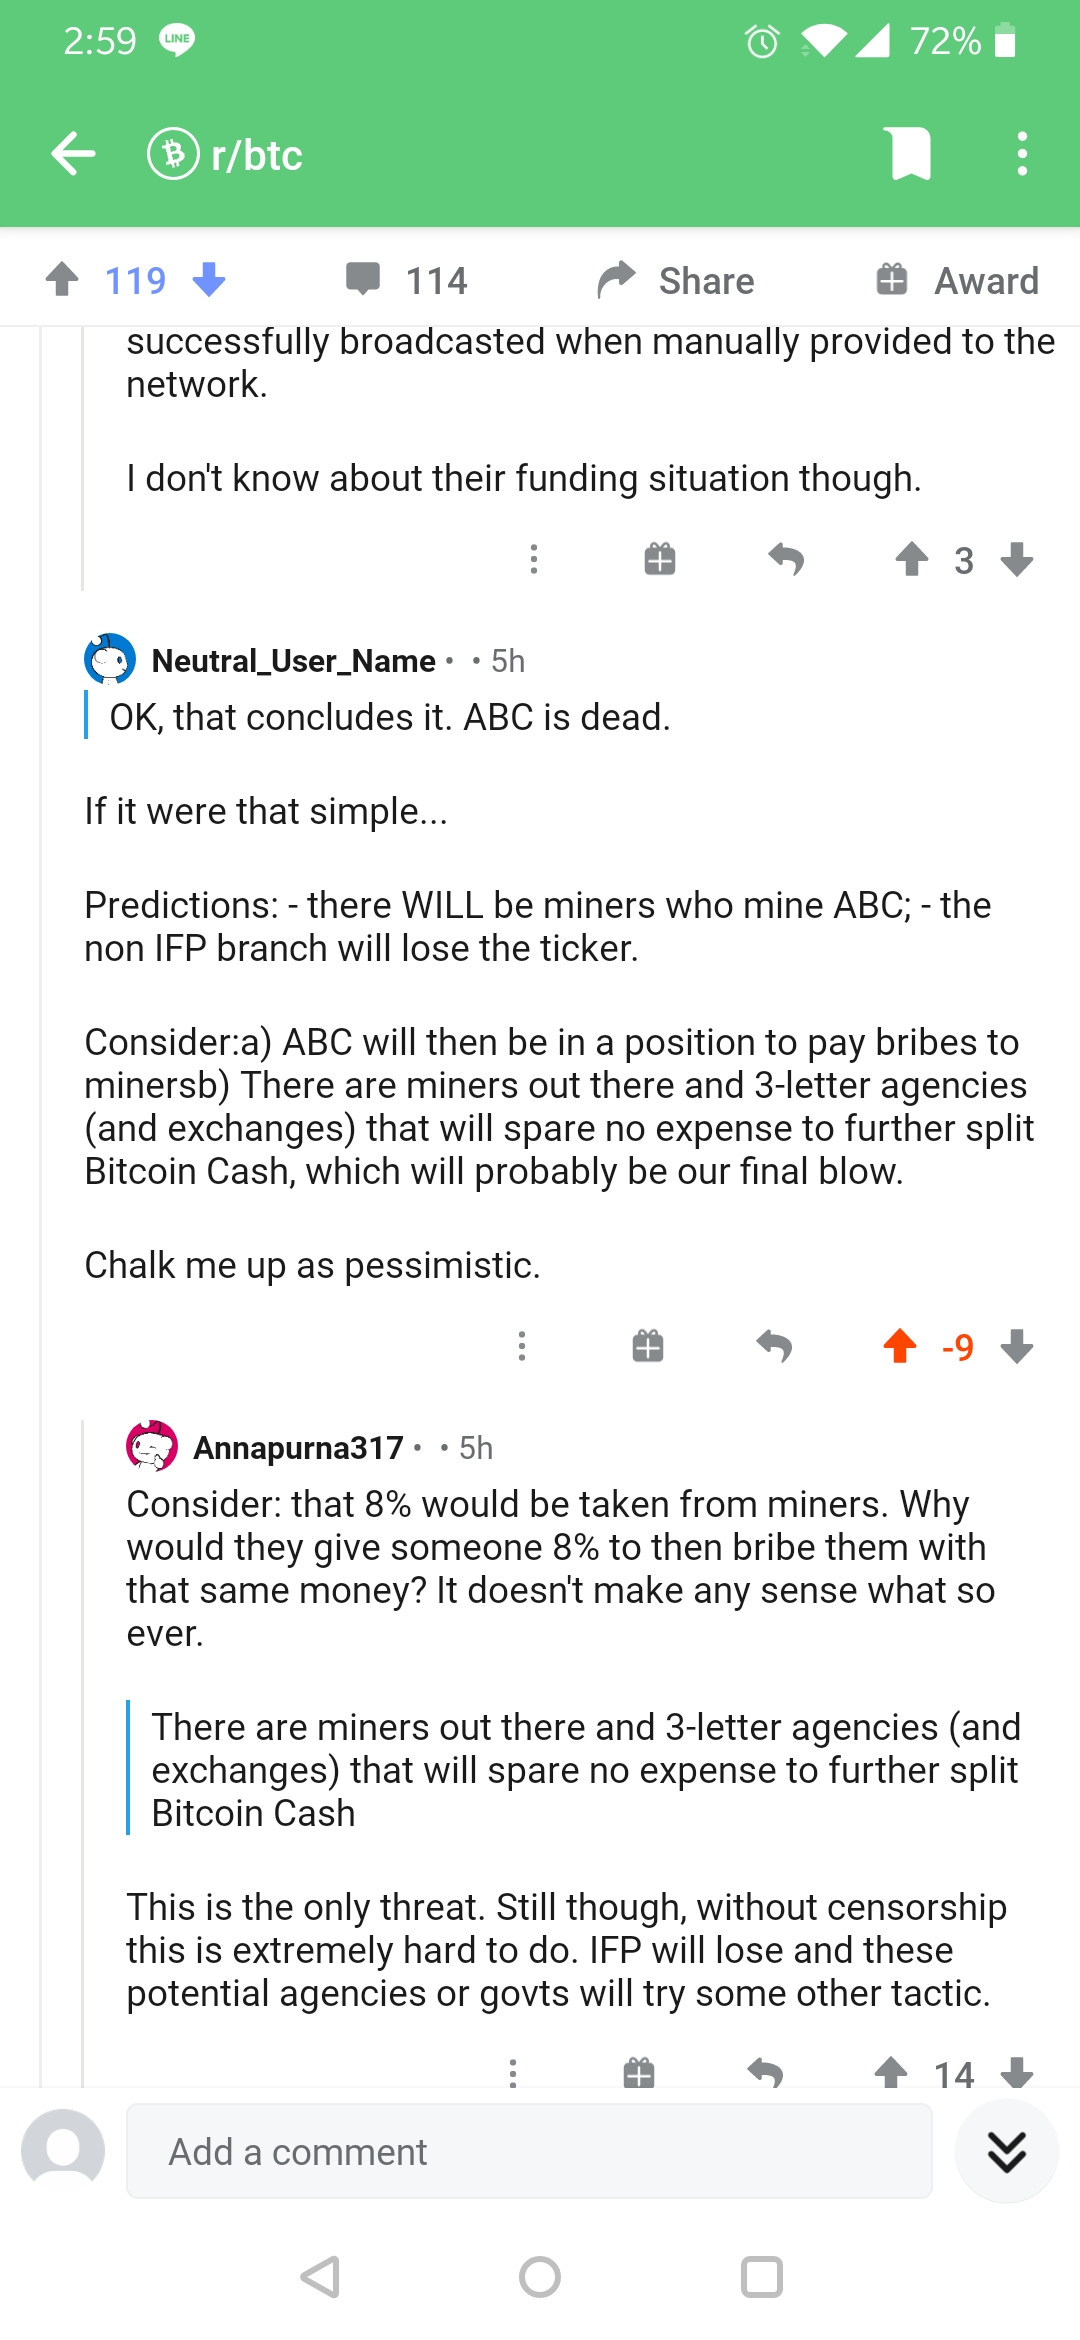 2:59 LINE 72%
r/btc
119 114 Share Award
successfully broadcasted when manually provided to the
network.
I don't know about their funding situation though.
3
Neutral_User_Name • • 5h
OK, that concludes it. ABC is dead.
If it were that simple...
Predictions: - there WILL be miners who mine ABC; - the
non IFP branch will lose the ticker.
Consider:a) ABC will then be in a position to pay bribes to
minersb) There are miners out there and 3-letter agencies
(and exchanges) that will spare no expense to further split
Bitcoin Cash, which will probably be our final blow.
Chalk me up as pessimistic.
-9
Annapurna317 • • 5h
Consider: that 8% would be taken from miners. Why
would they give someone 8% to then bribe them with
that same money? It doesn't make any sense what so
ever.
There are miners out there and 3-letter agencies (and
exchanges) that will spare no expense to further split
Bitcoin Cash
This is the only threat. Still though, without censorship
this is extremely hard to do. IFP will lose and these
potential agencies or govts will try some other tactic.
14
Add a comment